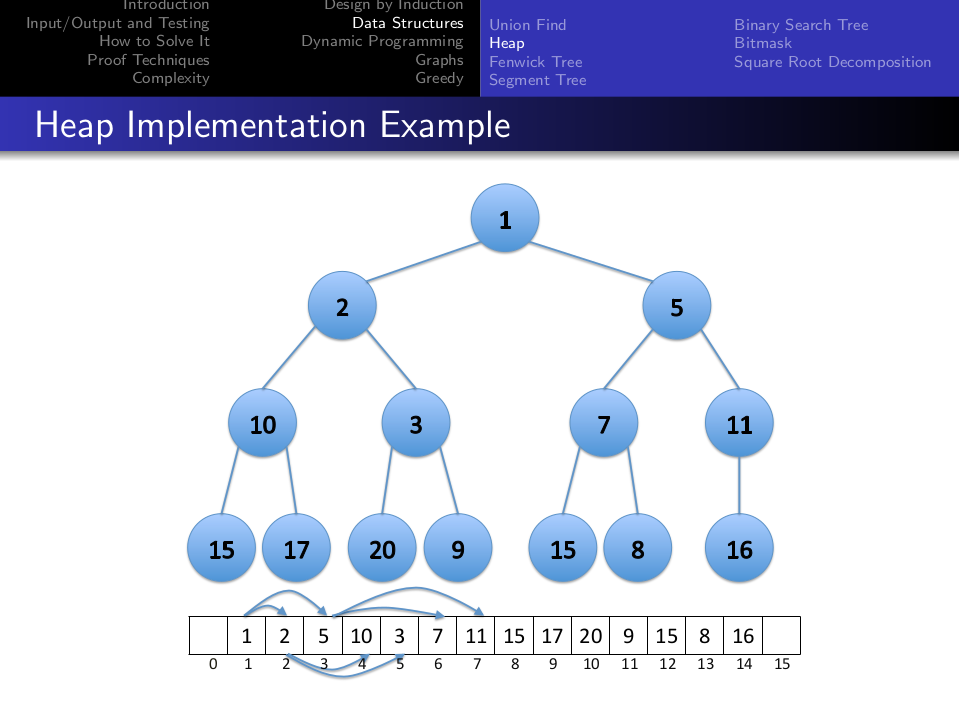 Introduction
Input/Output and Testing
How to Solve It
Proof Techniques
Complexity
Design by Induction
Data Structures
Dynamic Programming
Graphs
Greedy
Union Find
Heap
Fenwick Tree
Segment Tree
Binary Search Tree
Bitmask
Square Root Decomposition
Heap Implementation Example
1
2 5
10 3 7 11
15 17 20 9 15 8 16
1 2 5 10 3 7 11 15 17 20 9 15 8 16
0 1 2 3 4 5 6 7 8 9 10 11 12 13 14 15